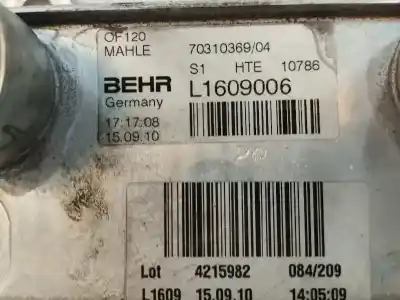 OF120
MAHLE 70310369/04
S1 HTE 10786
BEHR L1609006
Germany
17:17:08
15.09.10
Lot 4215982 084/209
L1609 15.09.10 14:05:09